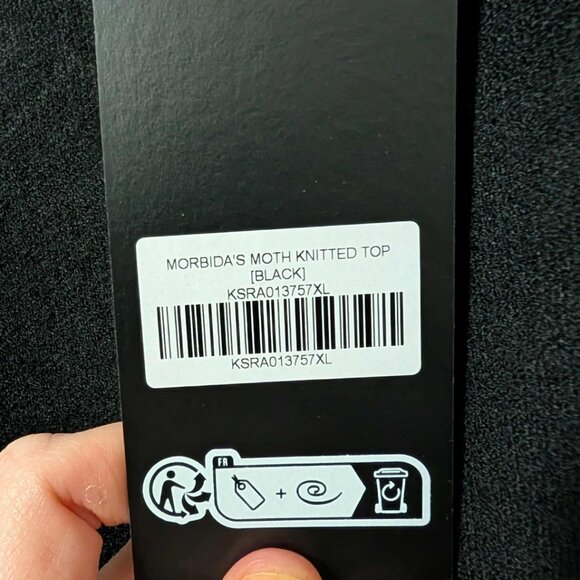 MORBIDA'S MOTH KNITTED TOP
[BLACK]
KSRA013757XL
KSRA013757XL
FR
+